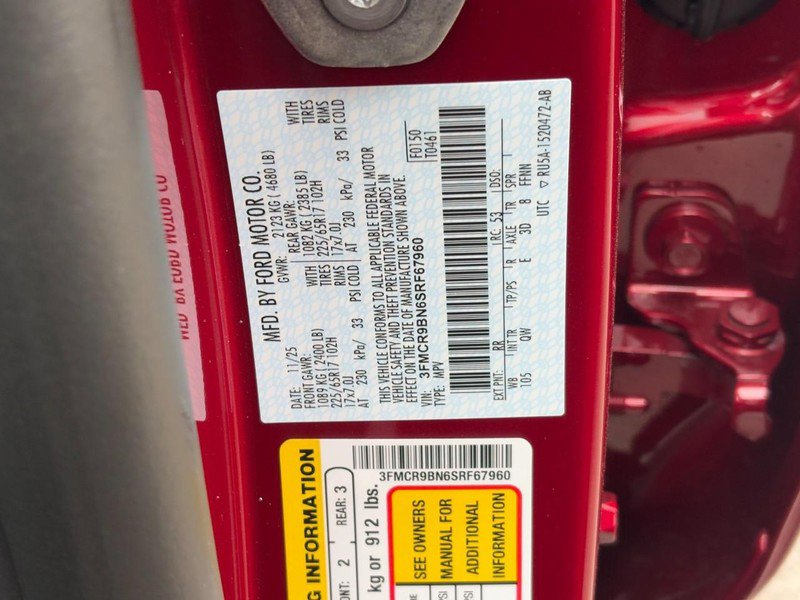 MFD. BY FORD MOTOR CO.
DATE: 11/25 GVWR: 2123 KG ( 4680 LB)
FRONT GAWR: REAR GAWR:
1089 KG ( 2400 LB) WITH 1082 KG ( 2385 LB) WITH
225/65R17 102H TIRES 225/65R17 102H TIRES
17x7.0J RIMS 17x7.0J RIMS
AT 230 kPa/ 33 PSI COLD AT 230 kPa/ 33 PSI COLD
THIS VEHICLE CONFORMS TO ALL APPLICABLE FEDERAL MOTOR
VEHICLE SAFETY AND THEFT PREVENTION STANDARDS IN
EFFECT ON THE DATE OF MANUFACTURE SHOWN ABOVE.
VIN: 3FMCR9BN6SRF67960 F0150
TYPE: MPV T0461
EXT PNT: RR RC: 53 DSO:
WB INT TR TP/PS R AXLE TR SPR
105 QW E 3D 8 FFNN
UTC ▽ RU5A-1520472-AB
3FMCR9BN6SRF67960
G INFORMATION
ONT: 2 REAR: 3
kg or 912 lbs.
SEE OWNERS
MANUAL FOR
ADDITIONAL
INFORMATION